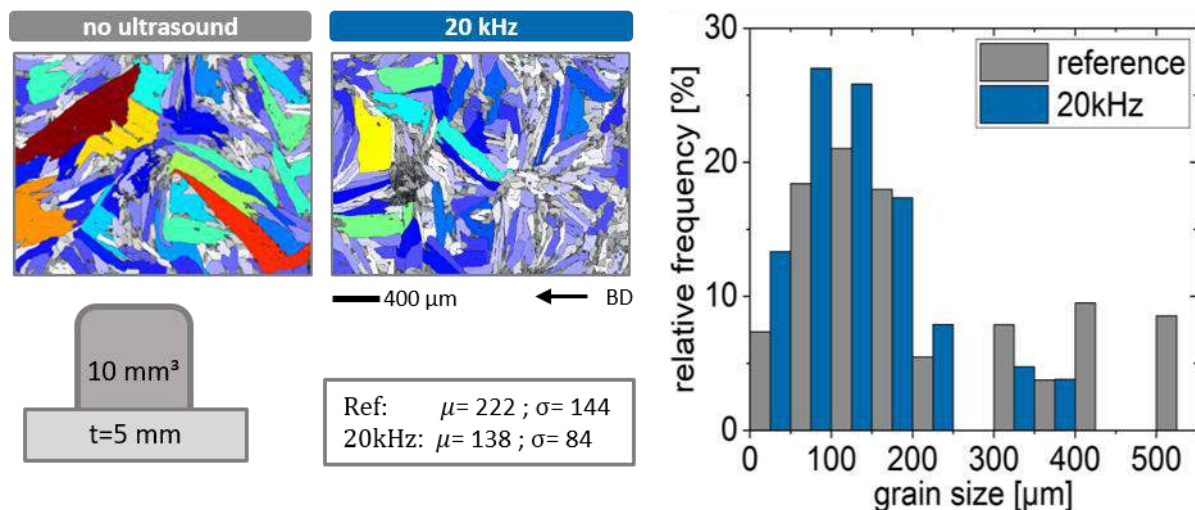 no ultrasound
20 kHz
400 µm
BD
10 mm³
t=5 mm
Ref: μ= 222 ; σ= 144
20kHz: μ= 138 ; σ= 84
30
20
10
0
relative frequency [%]
reference
20kHz
0 100 200 300 400 500
grain size [µm]